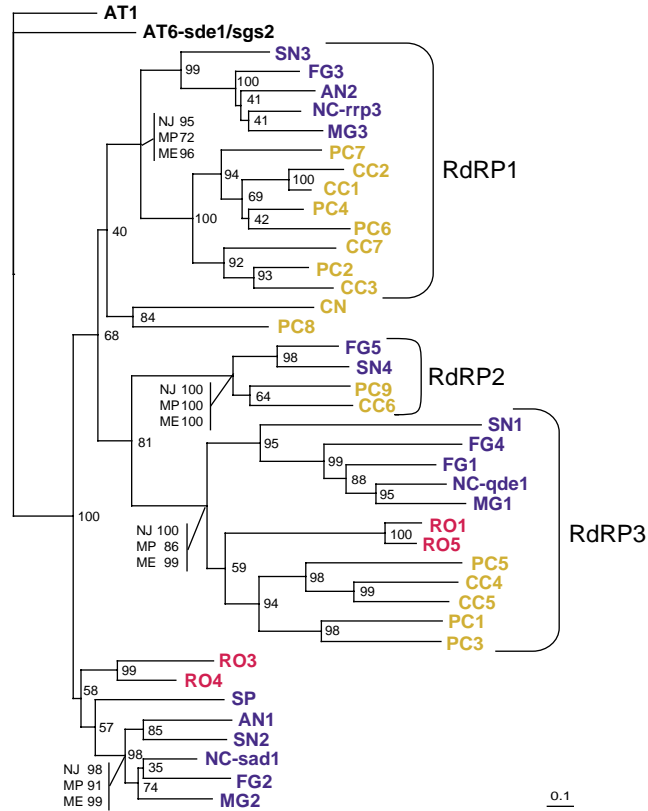 AT1
AT6-sde1/sgs2
SN3
99
FG3
100
AN2
41
NC-rrp3
41
MG3
NJ 95
MP 72
ME 96
PC7
94
CC2
100
CC1
69
PC4
42
PC6
100
CC7
92
PC2
93
CC3
RdRP1
40
CN
84
PC8
68
FG5
98
SN4
NJ 100
MP 100
ME 100
PC9
64
CC6
RdRP2
81
SN1
95
FG4
99
FG1
88
NC-qde1
95
MG1
NJ 100
MP 86
ME 99
RO1
100
RO5
59
PC5
98
CC4
99
CC5
94
PC1
98
PC3
RdRP3
100
RO3
99
RO4
58
SP
57
AN1
85
SN2
98
NC-sad1
35
FG2
74
MG2
NJ 98
MP 91
ME 99
0.1